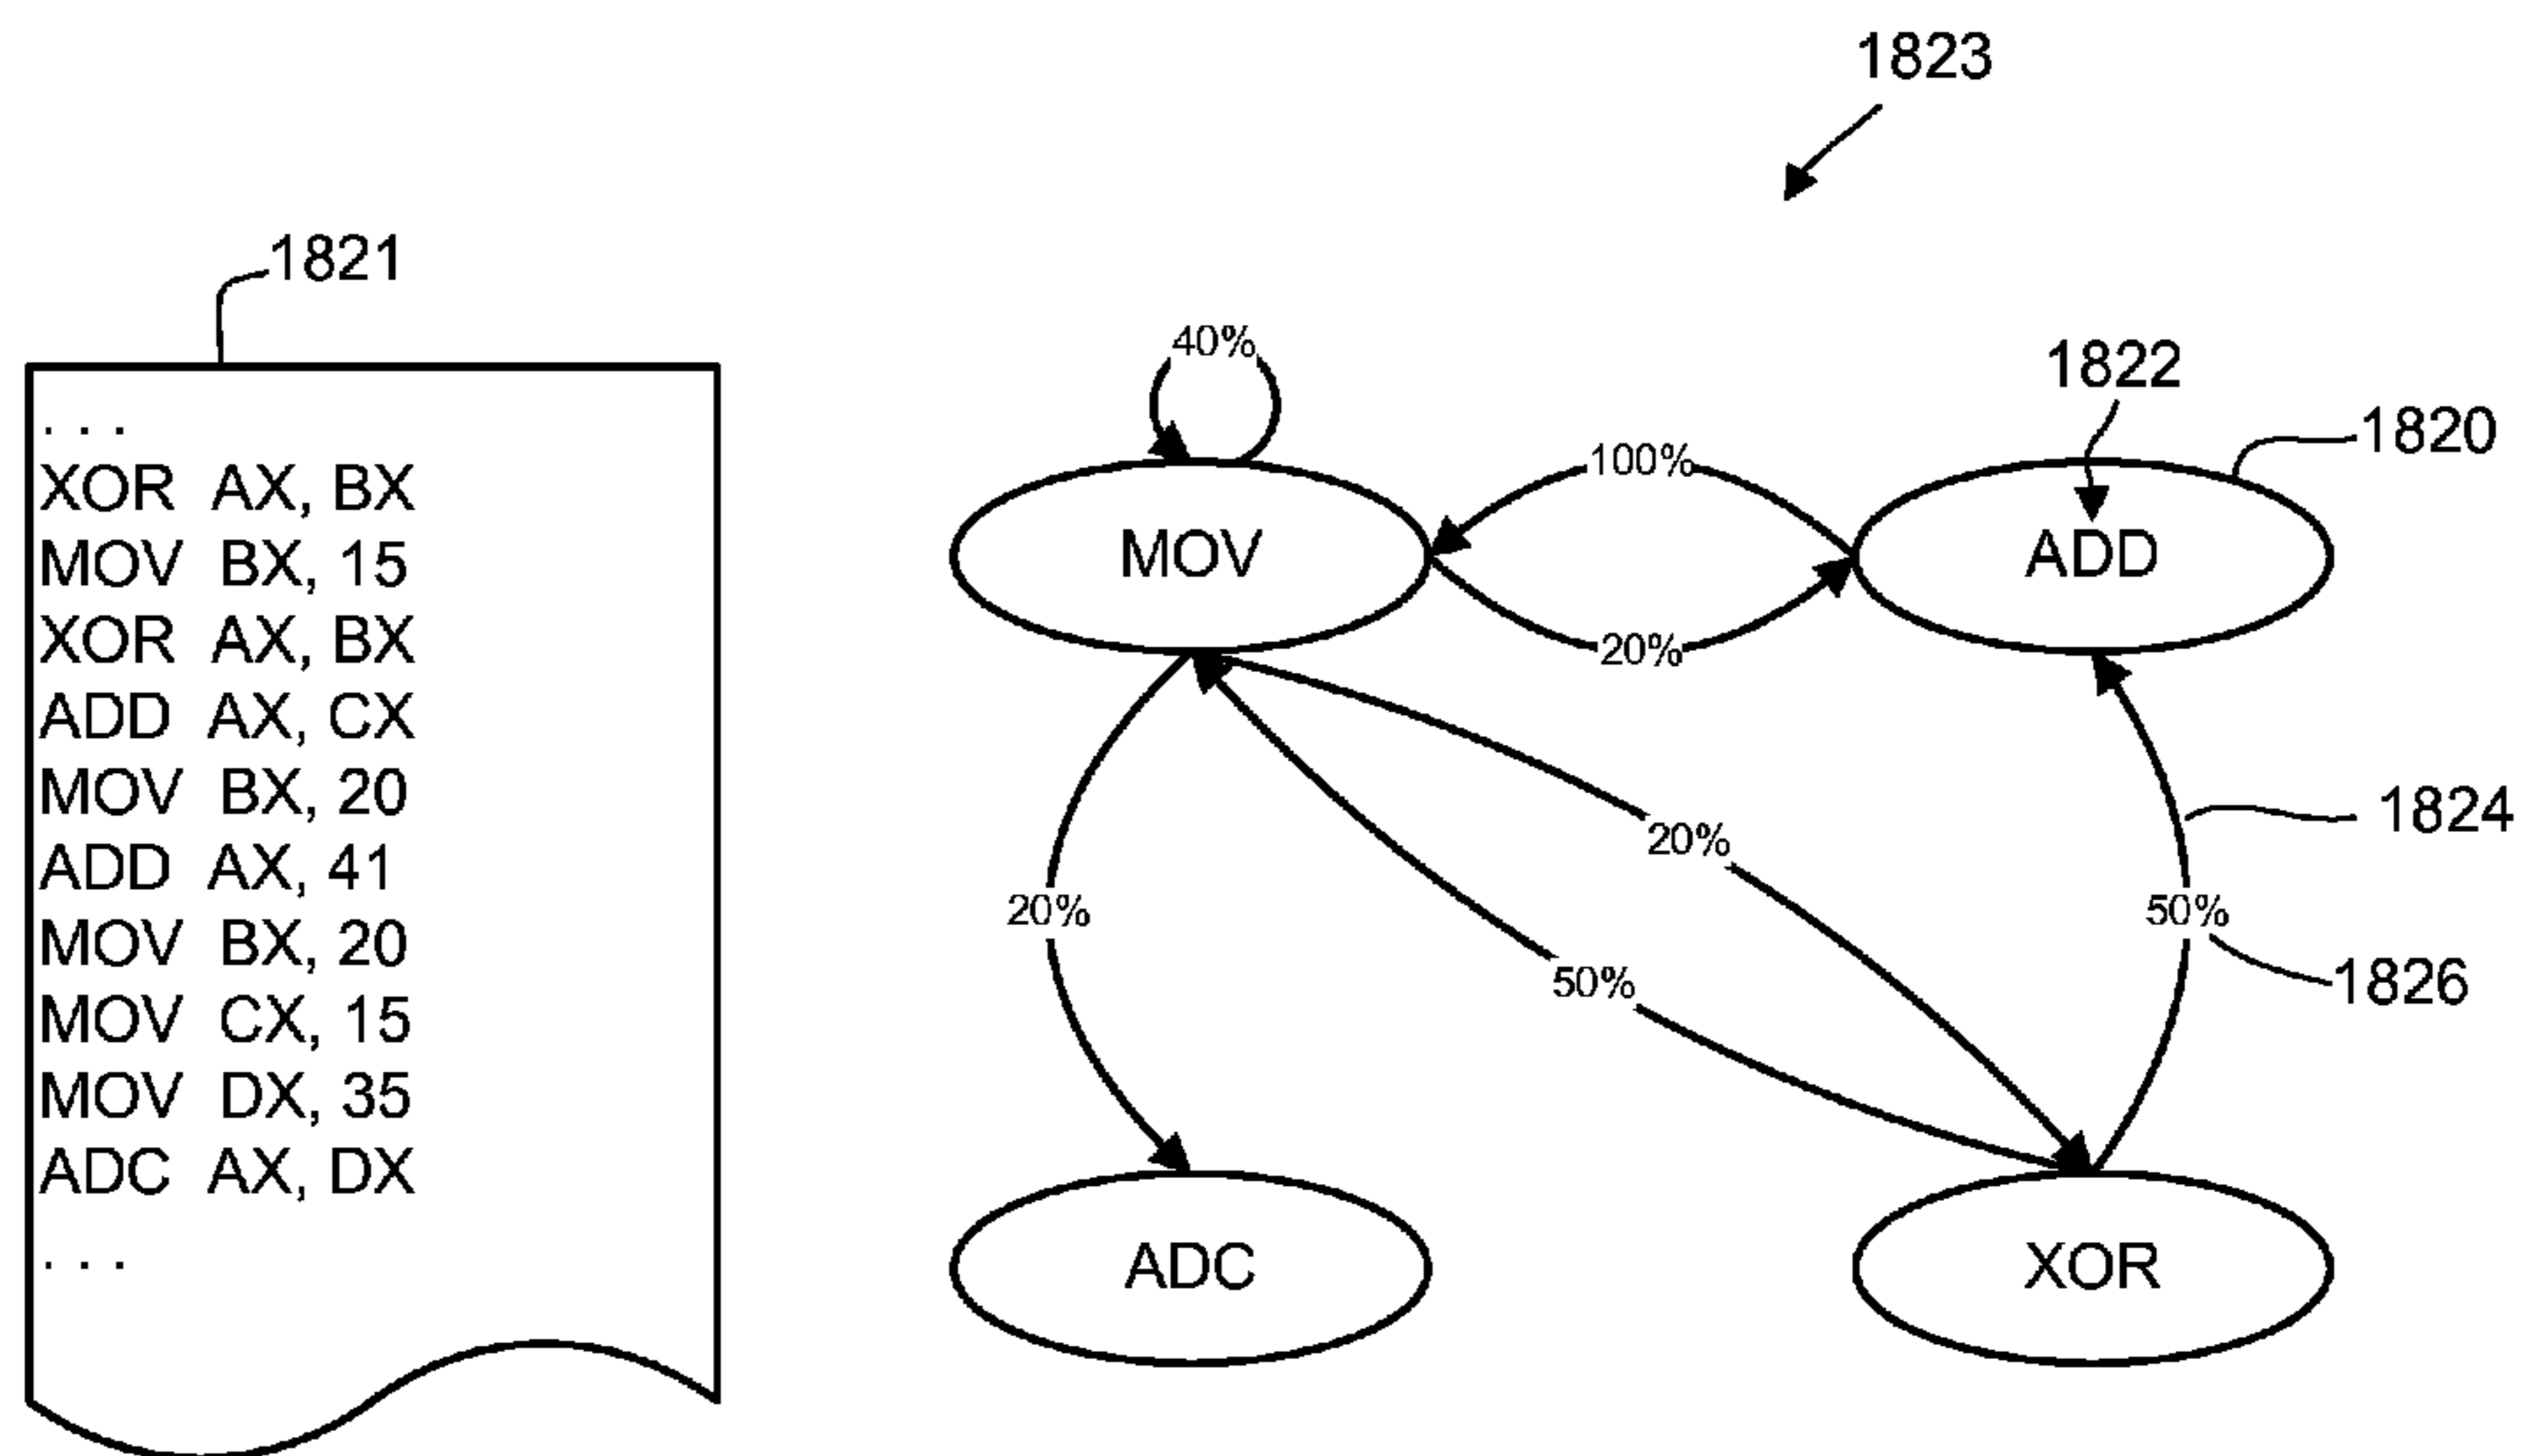 1823
1821
. . .
XOR AX, BX
MOV BX, 15
XOR AX, BX
ADD AX, CX
MOV BX, 20
ADD AX, 41
MOV BX, 20
MOV CX, 15
MOV DX, 35
ADC AX, DX
. . .
40%
1822
1820
100%
MOV
ADD
20%
1824
20%
20%
50%
50%
1826
ADC
XOR